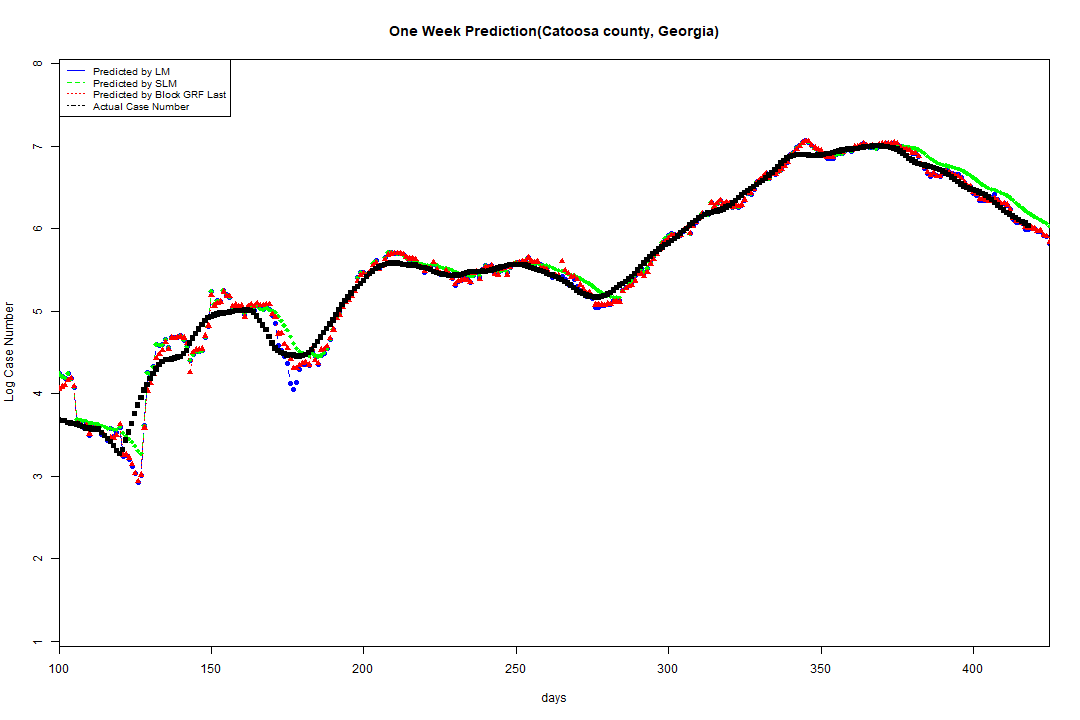 One Week Prediction(Catoosa county, Georgia)
Predicted by LM
Predicted by SLM
Predicted by Block GRF Last
Actual Case Number
8
7
6
5
4
3
2
1
Log Case Number
100 150 200 250 300 350 400
days